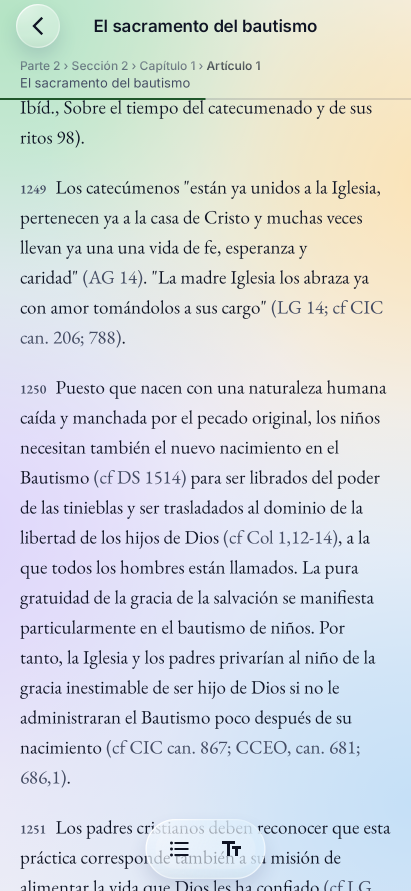 El sacramento del bautismo
Parte 2 › Sección 2 › Capítulo 1 › Artículo 1
El sacramento del bautismo
Ibíd., Sobre el tiempo del catecumenado y de sus
ritos 98).
1249 Los catecúmenos "están ya unidos a la Iglesia,
pertenecen ya a la casa de Cristo y muchas veces
llevan ya una una vida de fe, esperanza y
caridad" (AG 14). "La madre Iglesia los abraza ya
con amor tomándolos a sus cargo" (LG 14; cf CIC
can. 206; 788).
1250 Puesto que nacen con una naturaleza humana
caída y manchada por el pecado original, los niños
necesitan también el nuevo nacimiento en el
Bautismo (cf DS 1514) para ser librados del poder
de las tinieblas y ser trasladados al dominio de la
libertad de los hijos de Dios (cf Col 1,12-14), a la
que todos los hombres están llamados. La pura
gratuidad de la gracia de la salvación se manifiesta
particularmente en el bautismo de niños. Por
tanto, la Iglesia y los padres privarían al niño de la
gracia inestimable de ser hijo de Dios si no le
administraran el Bautismo poco después de su
nacimiento (cf CIC can. 867; CCEO, can. 681;
686,1).
1251 Los padres cristianos deben reconocer que esta
práctica corresponde también a su misión de
alimentar la vida que Dios les ha confiado (cf LG